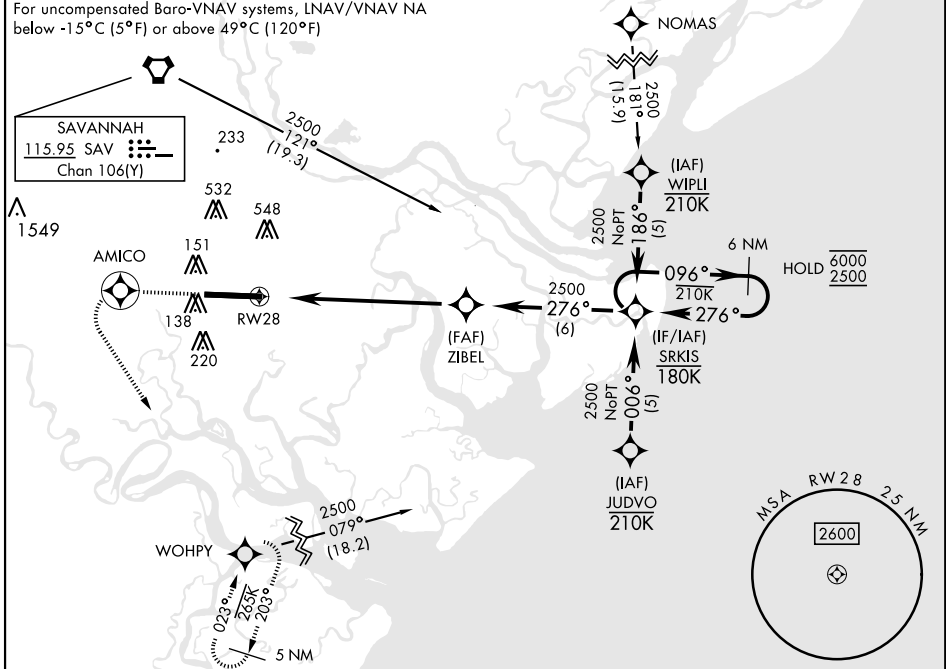 For uncompensated Baro-VNAV systems, LNAV/VNAV NA
below -15°C (5°F) or above 49°C (120°F)
NOMAS
2500
181°
(15.9)
SAVANNAH
115.95 SAV
Chan 106(Y)
2500
121°
(19.3)
233
532
548
1549
151
AMICO
138
RW28
220
(IAF)
WIPLI
210K
2500
NoPT
186°
(5)
6 NM
HOLD 6000
2500
096°
210K
276°
2500
276°
(6)
(FAF)
ZIBEL
(IF/IAF)
SRKIS
180K
2500
NoPT
006°
(5)
(IAF)
JUDVO
210K
WOHPY
2500
079°
(18.2)
023°
265K
203°
5 NM
MSA RW28 25 NM
2600